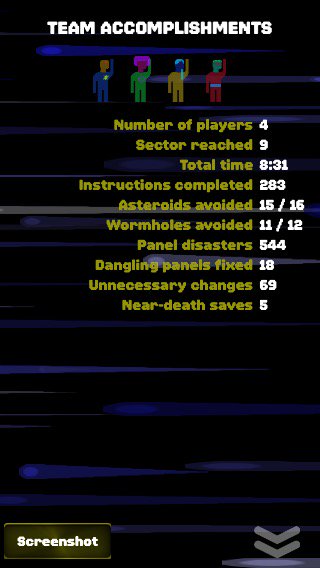 TEAM ACCOMPLISHMENTS
Number of players 4
Sector reached 9
Total time 8:31
Instructions completed 283
Asteroids avoided 15 / 16
Wormholes avoided 11 / 12
Panel disasters 544
Dangling panels fixed 18
Unnecessary changes 69
Near-death saves 5
Screenshot